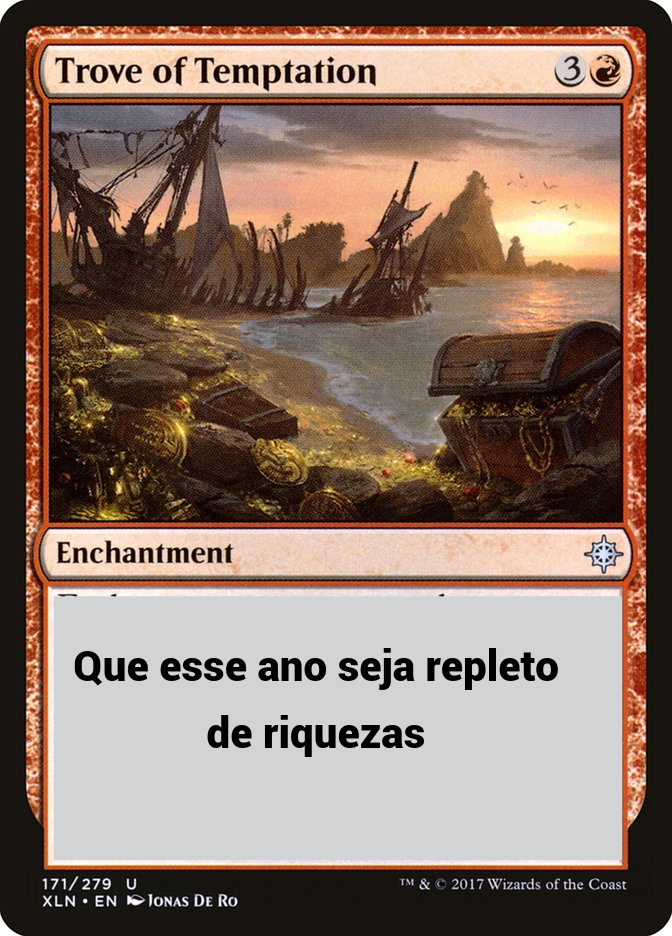 Trove of Temptation
3
Enchantment
Que esse ano seja repleto
de riquezas
171/279 U
™ & © 2017 Wizards of the Coast
XLN • EN Jonas De Ro